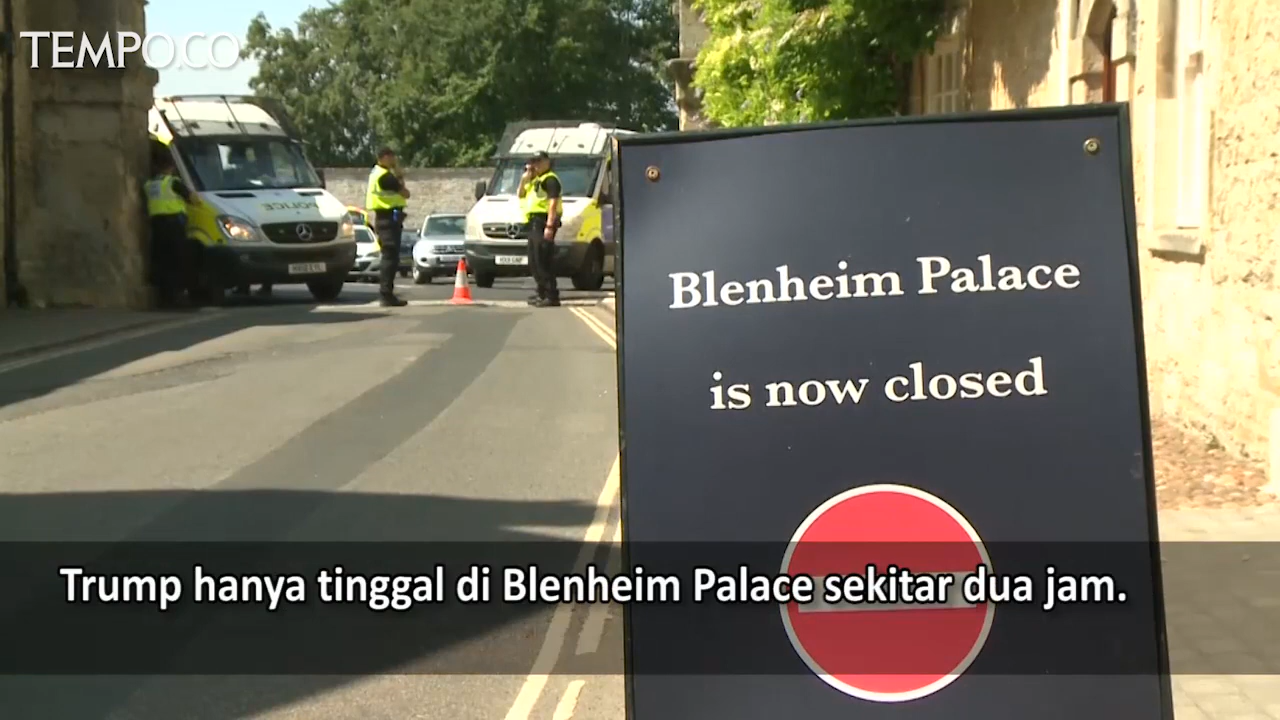 TEMPO.CO
Blenheim Palace
is now closed
Trump hanya tinggal di Blenheim Palace sekitar dua jam.